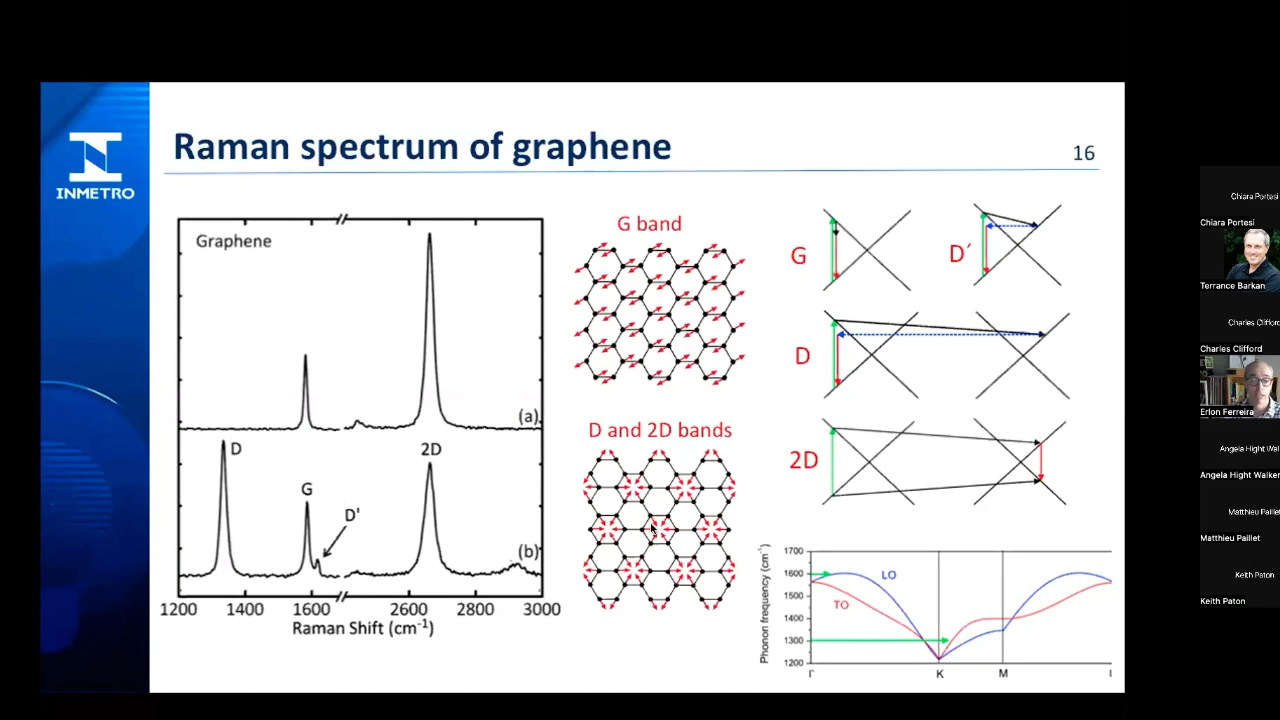 INMETRO
Raman spectrum of graphene
16
Graphene
(a)
D
2D
G
D'
(b)
1200
1400
1600
2600
2800
3000
Raman Shift (cm-1)
G band
D and 2D bands
G
D´
D
2D
Phonon frequency (cm-1)
1700
1600
1500
1400
1300
1200
LO
TO
Γ
K
M
Chiara Portesi
Chiara Portesi
Terrance Barkan
Charles Clifford
Charles Clifford
Erlon Ferreira
Angela Hight Wal
Angela Hight Walker
Matthieu Paillet
Matthieu Paillet
Keith Paton
Keith Paton